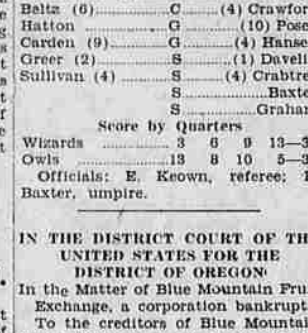 Beltz (6) ............ C ............ (4) Crawfor
Hatton ............ G ............ (10) Pose
Carden (9) ............ G ............ (4) Hanse
Greer (2) ............ S ............ (1) Daveli
Sullivan (4) ............ S ............ (4) Crabtre
S ............ Baxte
S ............ Graha
Score by Quarters
Wizards ............ 3 6 9 13—3
Owls ............ 13 8 10 5—3
Officials: E. Keown, referee;
Baxter, umpire.
IN THE DISTRICT COURT OF TH
UNITED STATES FOR THE
DISTRICT OF OREGON
In the Matter of Blue Mountain Fru
Exchange, a corporation bankrupt
To the creditors of Blue Mountai